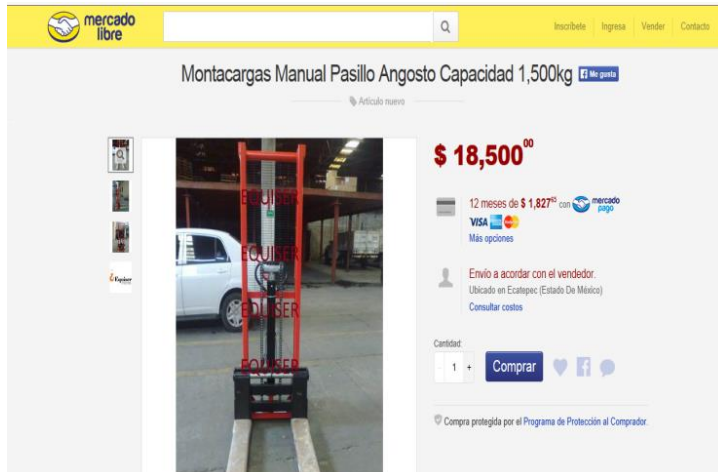 mercado
libre
Inscríbete Ingresa Vender Contacto
Montacargas Manual Pasillo Angosto Capacidad 1,500kg Me gusta
Artículo nuevo
$ 18,500⁰⁰
12 meses de $ 1,827⁶³ con mercado pago
VISA
Más opciones
Envío a acordar con el vendedor.
Ubicado en Ecatepec (Estado De México)
Consultar costos
Cantidad:
- 1 + Comprar
Compra protegida por el Programa de Protección al Comprador.
EQUISER
EQUISER
EQUISER
EQUISER
Equiser